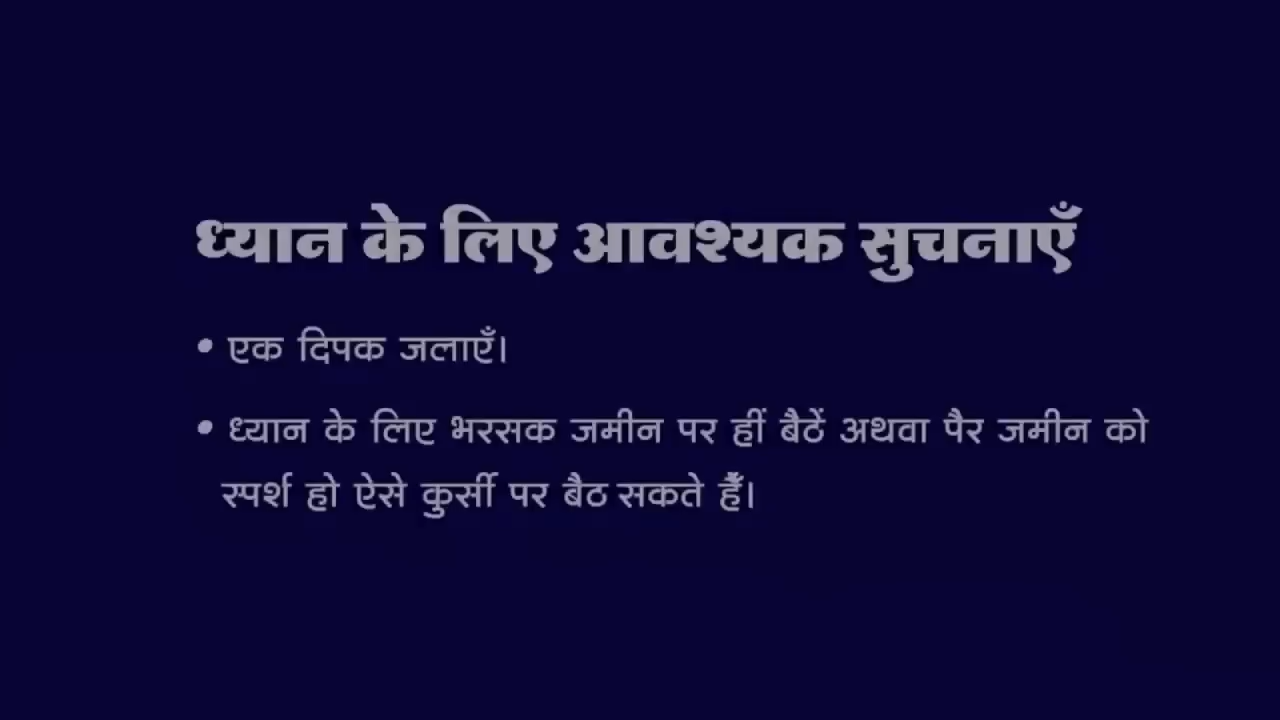 ध्यान के लिए आवश्यक सुचनाएँ
• एक दिपक जलाएँ।
• ध्यान के लिए भरसक जमीन पर हीं बैठें अथवा पैर जमीन को
स्पर्श हो ऐसे कुर्सी पर बैठ सकते हैं।